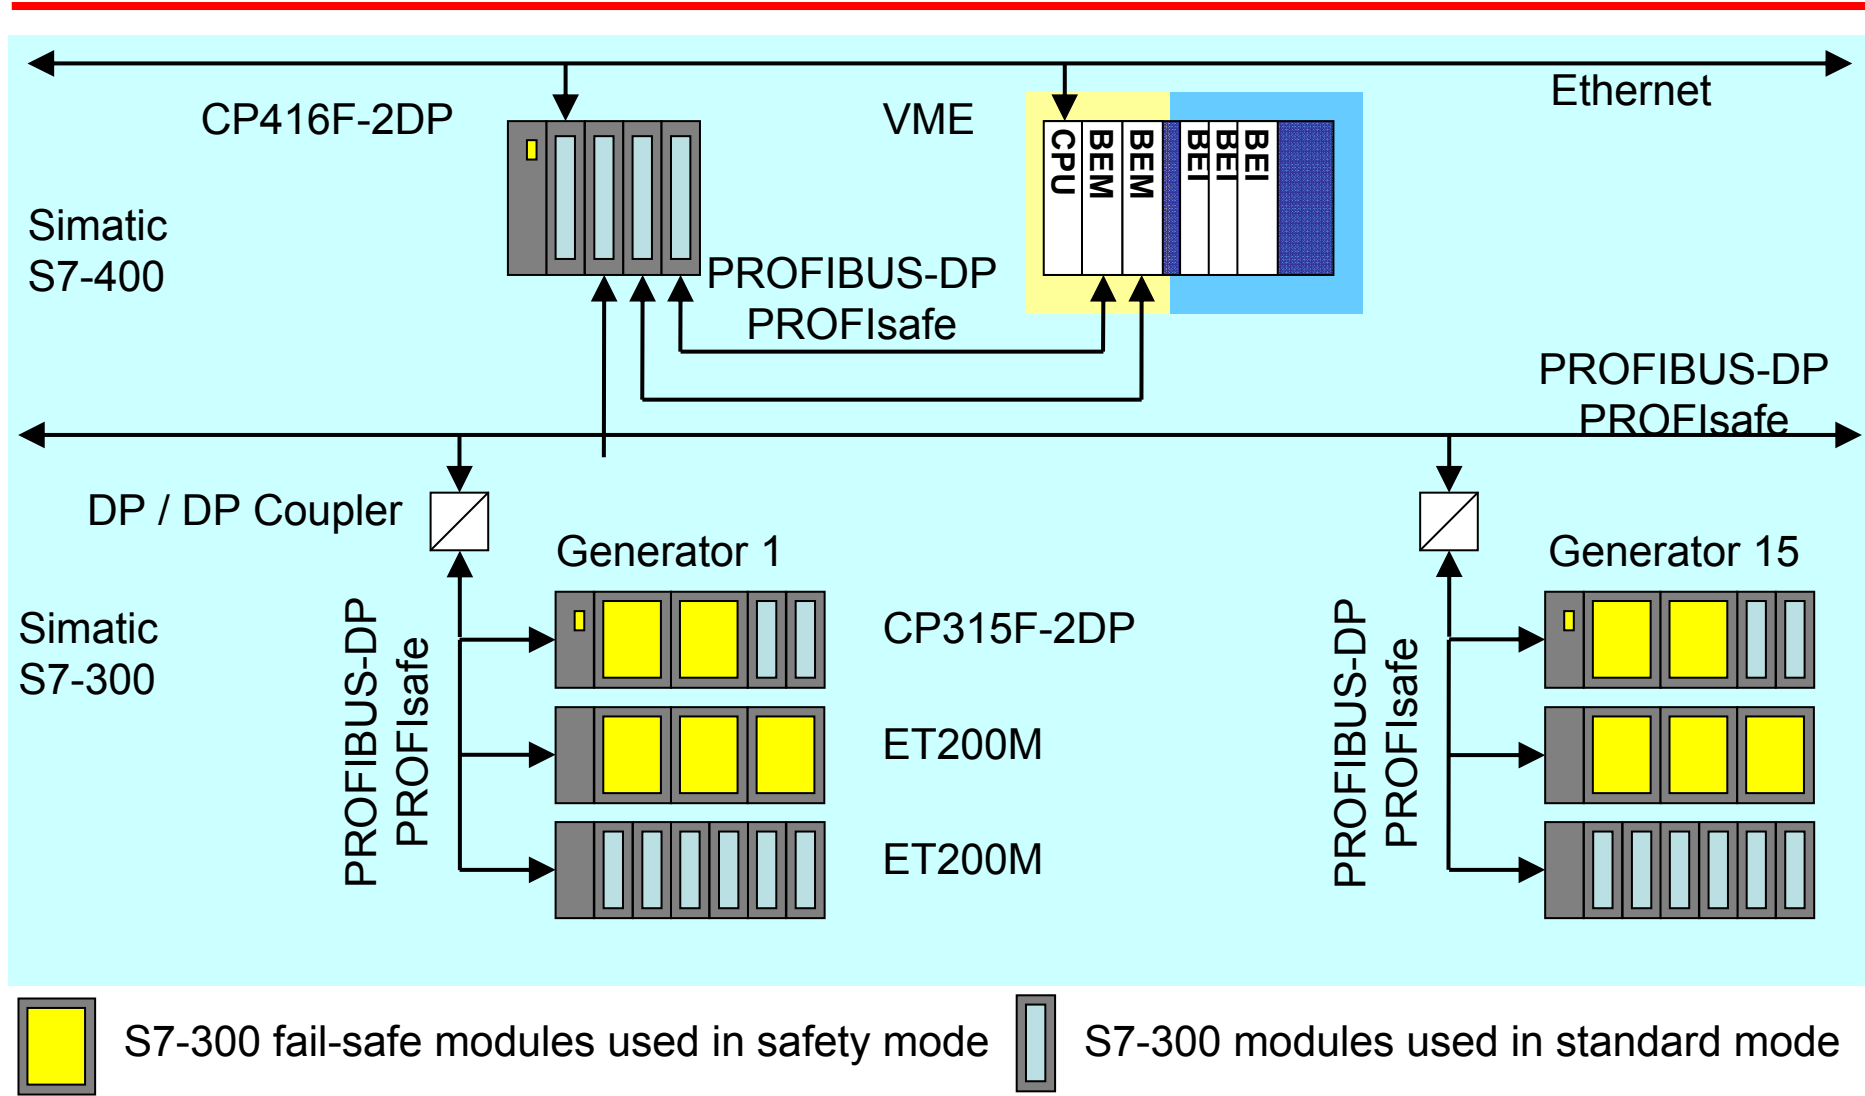 Ethernet
CP416F-2DP
VME
CPU
BEM
BEM
BEI
BEI
BEI
Simatic
S7-400
PROFIBUS-DP
PROFIsafe
PROFIBUS-DP
PROFIsafe
DP / DP Coupler
Generator 1
Generator 15
Simatic
S7-300
PROFIBUS-DP
PROFIsafe
CP315F-2DP
ET200M
ET200M
PROFIBUS-DP
PROFIsafe
S7-300 fail-safe modules used in safety mode
S7-300 modules used in standard mode